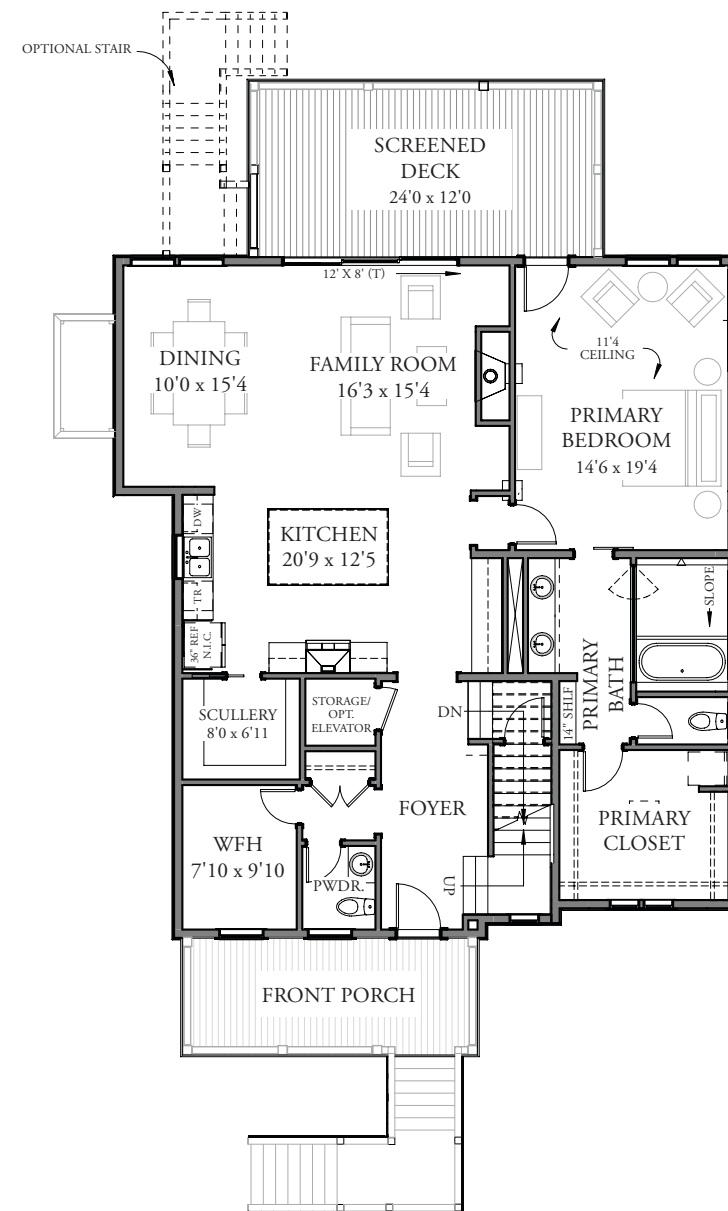 OPTIONAL STAIR
SCREENED
DECK
24'0 x 12'0
12' X 8' (T)
DINING
10'0 x 15'4
FAMILY ROOM
16'3 x 15'4
11'4
CEILING
PRIMARY
BEDROOM
14'6 x 19'4
DW
KITCHEN
20'9 x 12'5
TR
36" REF.
N.I.C.
SLOPE
PRIMARY
BATH
14" SHLF
SCULLERY
8'0 x 6'11
STORAGE/
OPT.
ELEVATOR
DN
FOYER
PRIMARY
CLOSET
WFH
7'10 x 9'10
PWDR.
UP
FRONT PORCH